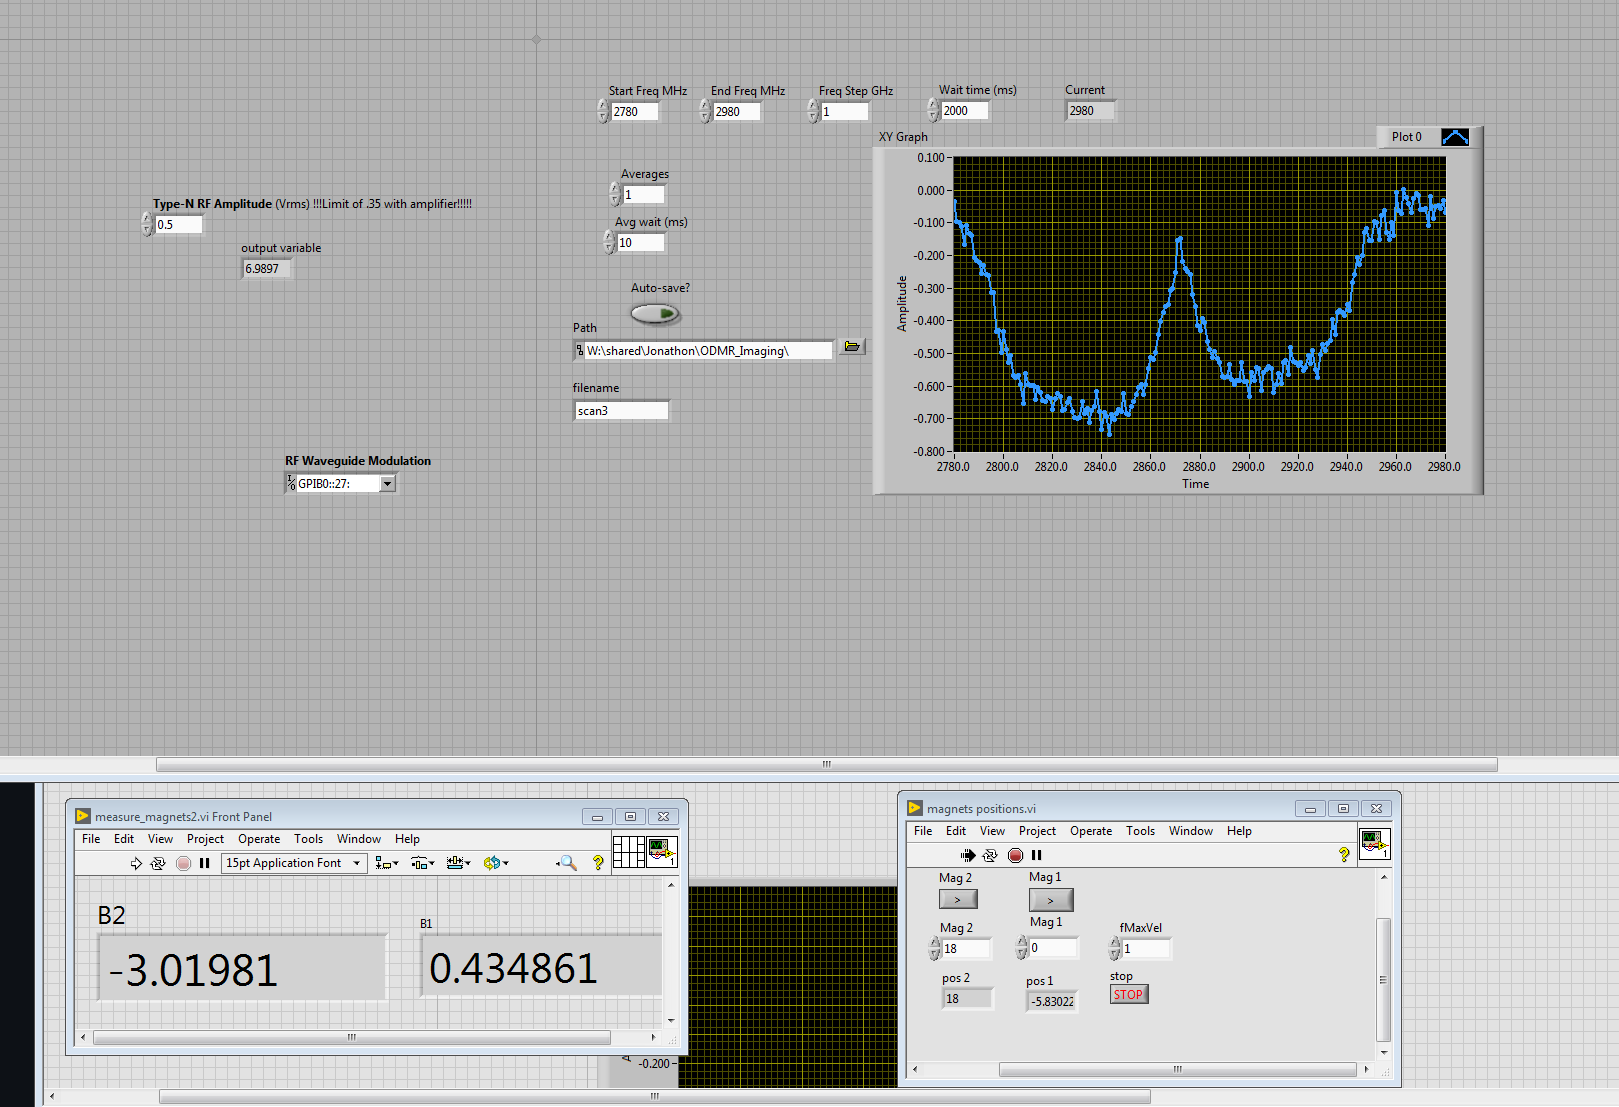 Start Freq MHz End Freq MHz Freq Step GHz Wait time (ms) Current
2780 2980 1 2000 2980
XY Graph Plot 0
Averages
1
Avg wait (ms)
10
Type-N RF Amplitude (Vrms) !!!Limit of .35 with amplifier!!!!!
0.5
output variable
6.9897
Auto-save?
Path
W:\shared\Jonathon\ODMR_Imaging\
filename
scan3
RF Waveguide Modulation
GPIB0::27:
0.100
0.000
-0.100
-0.200
-0.300
-0.400
-0.500
-0.600
-0.700
-0.800
Amplitude
2780.0 2800.0 2820.0 2840.0 2860.0 2880.0 2900.0 2920.0 2940.0 2960.0 2980.0
Time
measure_magnets2.vi Front Panel
File Edit View Project Operate Tools Window Help
15pt Application Font
1
B2 B1
-3.01981 0.434861
-0.200
magnets positions.vi
File Edit View Project Operate Tools Window Help
1
Mag 2 Mag 1
> >
Mag 2 Mag 1 fMaxVel
18 0 1
pos 2 pos 1 stop
18 -5.83022 STOP